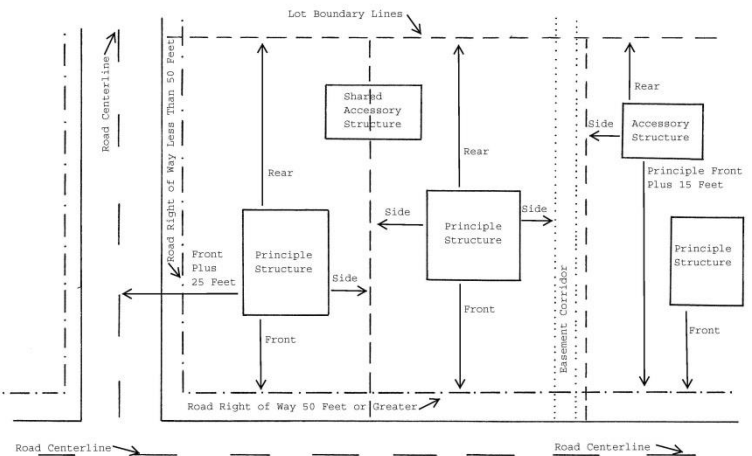 Lot Boundary Lines
Road Centerline
Road Right of Way Less Than 50 Feet
Shared
Accessory
Structure
Rear
Rear
Rear
Side
Accessory
Structure
Principle Front
Plus 15 Feet
Front
Plus
25 Feet
Principle
Structure
Side
Side
Principle
Structure
Side
Principle
Structure
Front
Front
Front
Easement Corridor
Road Right of Way 50 Feet or Greater
Road Centerline
Road Centerline